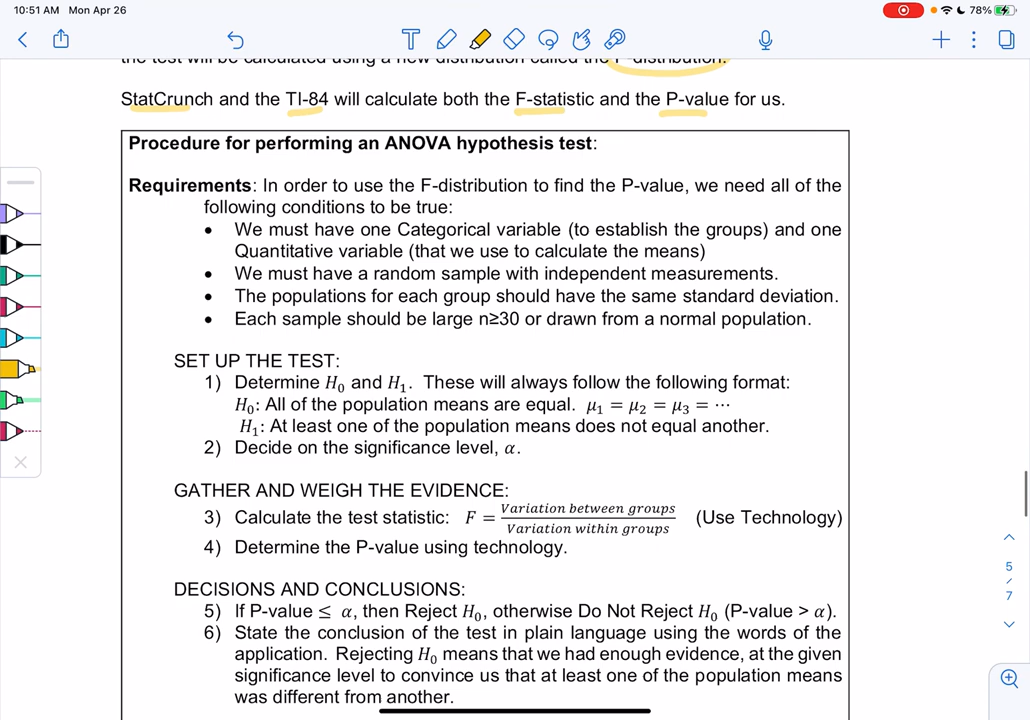 10:51 AM Mon Apr 26
78%
the test will be calculated using a new distribution called the F-distribution.
StatCrunch and the TI-84 will calculate both the F-statistic and the P-value for us.
Procedure for performing an ANOVA hypothesis test:
Requirements: In order to use the F-distribution to find the P-value, we need all of the
following conditions to be true:
• We must have one Categorical variable (to establish the groups) and one
Quantitative variable (that we use to calculate the means)
• We must have a random sample with independent measurements.
• The populations for each group should have the same standard deviation.
• Each sample should be large n≥30 or drawn from a normal population.
SET UP THE TEST:
1) Determine H₀ and H₁. These will always follow the following format:
H₀: All of the population means are equal. μ₁ = μ₂ = μ₃ = ⋯
H₁: At least one of the population means does not equal another.
2) Decide on the significance level, α.
GATHER AND WEIGH THE EVIDENCE:
3) Calculate the test statistic: F = Variation between groups / Variation within groups (Use Technology)
4) Determine the P-value using technology.
DECISIONS AND CONCLUSIONS:
5) If P-value ≤ α, then Reject H₀, otherwise Do Not Reject H₀ (P-value > α).
6) State the conclusion of the test in plain language using the words of the
application. Rejecting H₀ means that we had enough evidence, at the given
significance level to convince us that at least one of the population means
was different from another.
5
/
7